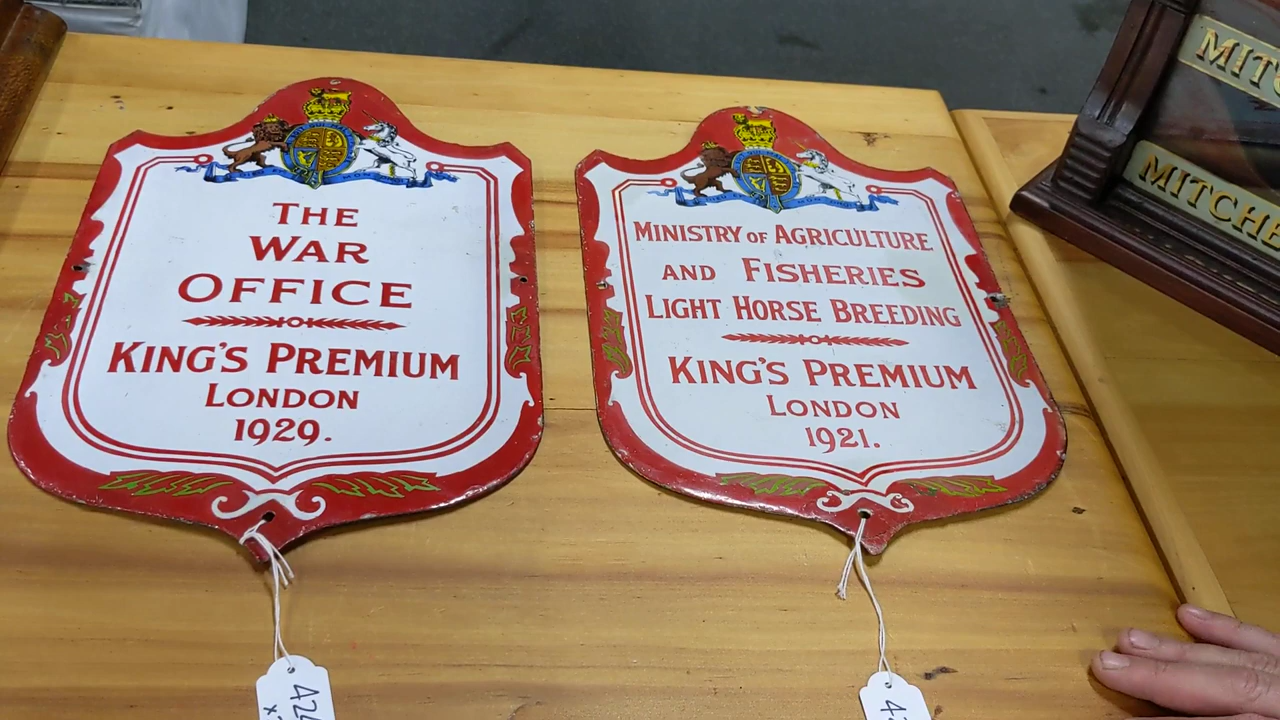 THE
WAR
OFFICE
KING'S PREMIUM
LONDON
1929.
MINISTRY OF AGRICULTURE
AND FISHERIES
LIGHT HORSE BREEDING
KING'S PREMIUM
LONDON
1921.